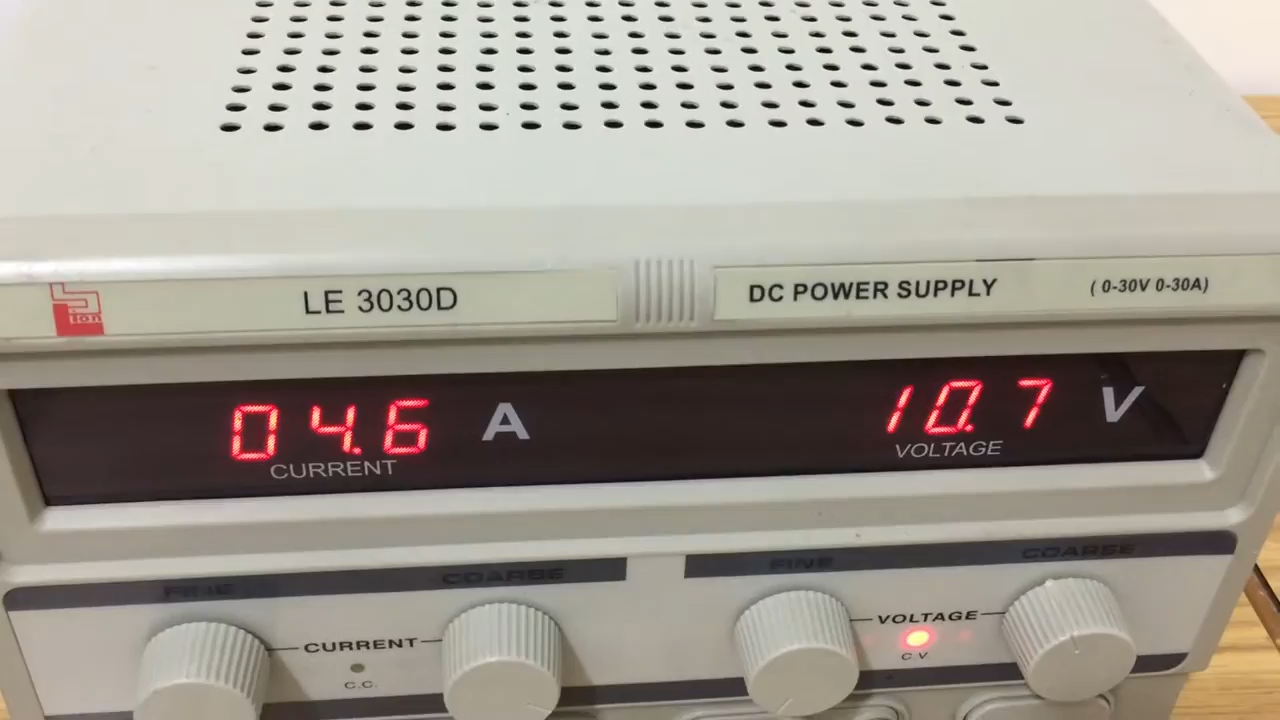 LE 3030D
DC POWER SUPPLY
( 0-30V 0-30A)
04.6 A
CURRENT
10.7 V
VOLTAGE
FINE
COARSE
FINE
COARSE
CURRENT
C.C.
VOLTAGE
C.V